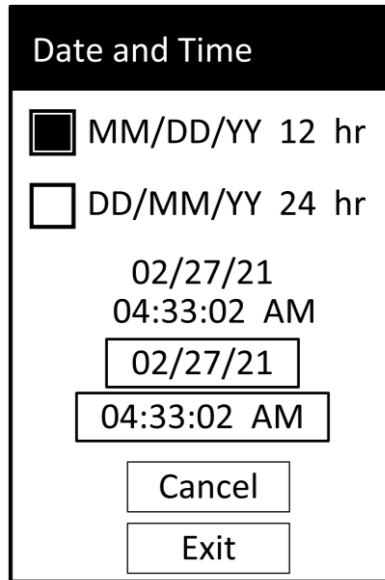 Date and Time
MM/DD/YY 12 hr
DD/MM/YY 24 hr
02/27/21
04:33:02 AM
02/27/21
04:33:02 AM
Cancel
Exit